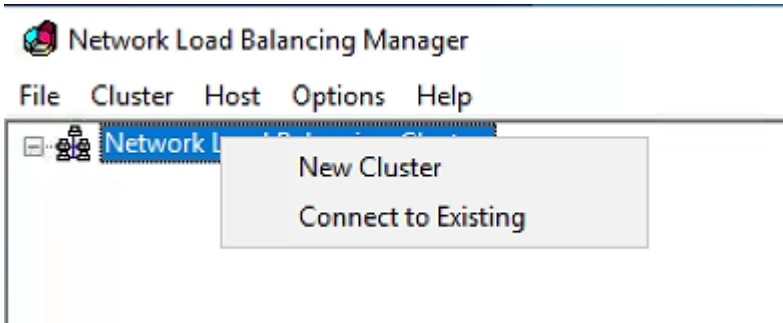 Network Load Balancing Manager
File Cluster Host Options Help
Network
New Cluster
Connect to Existing